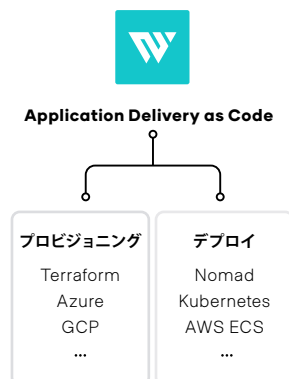 Application Delivery as Code
プロビジョニング
Terraform
Azure
GCP
...
デプロイ
Nomad
Kubernetes
AWS ECS
...